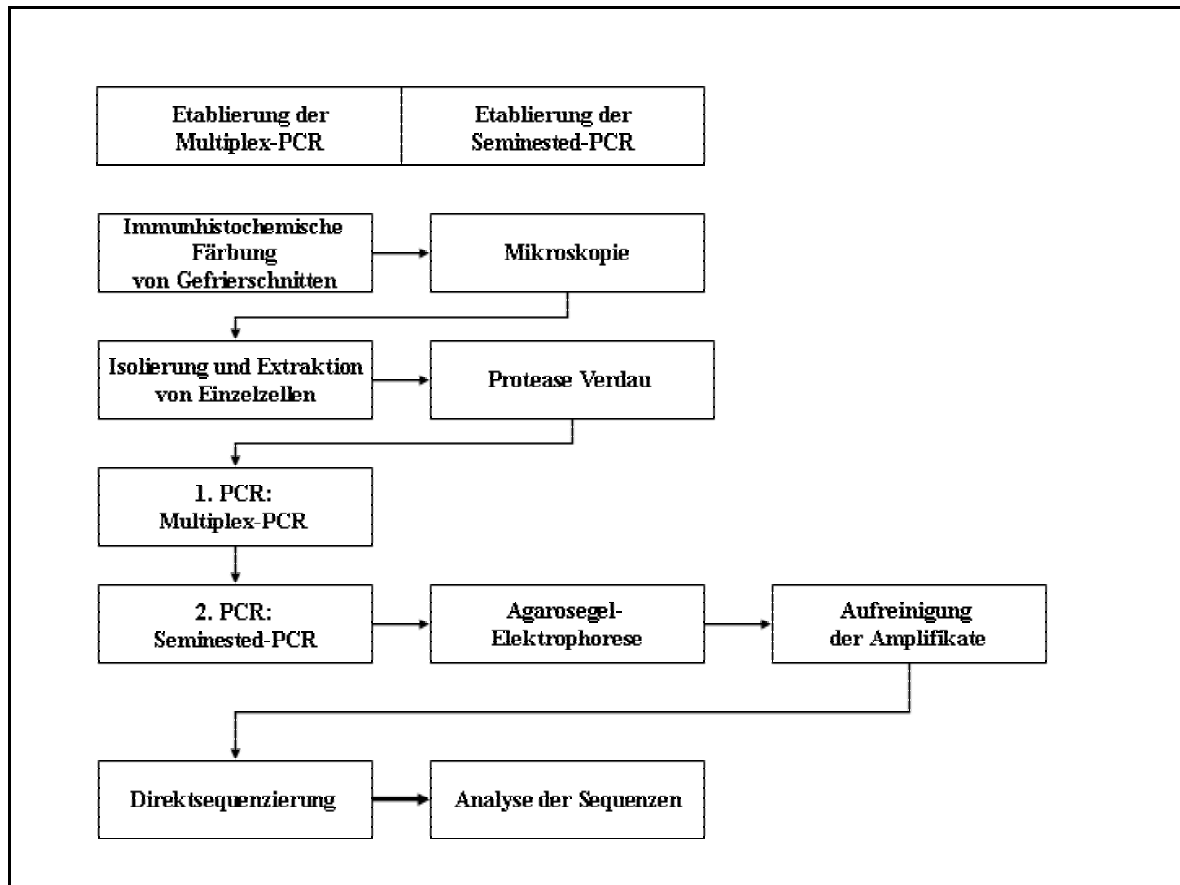 Etablierung der
Multiplex-PCR
Etablierung der
Seminested-PCR
Immunhistochemische
Färbung
von Gefrierschnitten
Mikroskopie
Isolierung und Extraktion
von Einzelzellen
Protease Verdau
1. PCR:
Multiplex-PCR
2. PCR:
Seminested-PCR
Agarosegel-
Elektrophorese
Aufreinigung
der Amplifikate
Direktsequenzierung
Analyse der Sequenzen